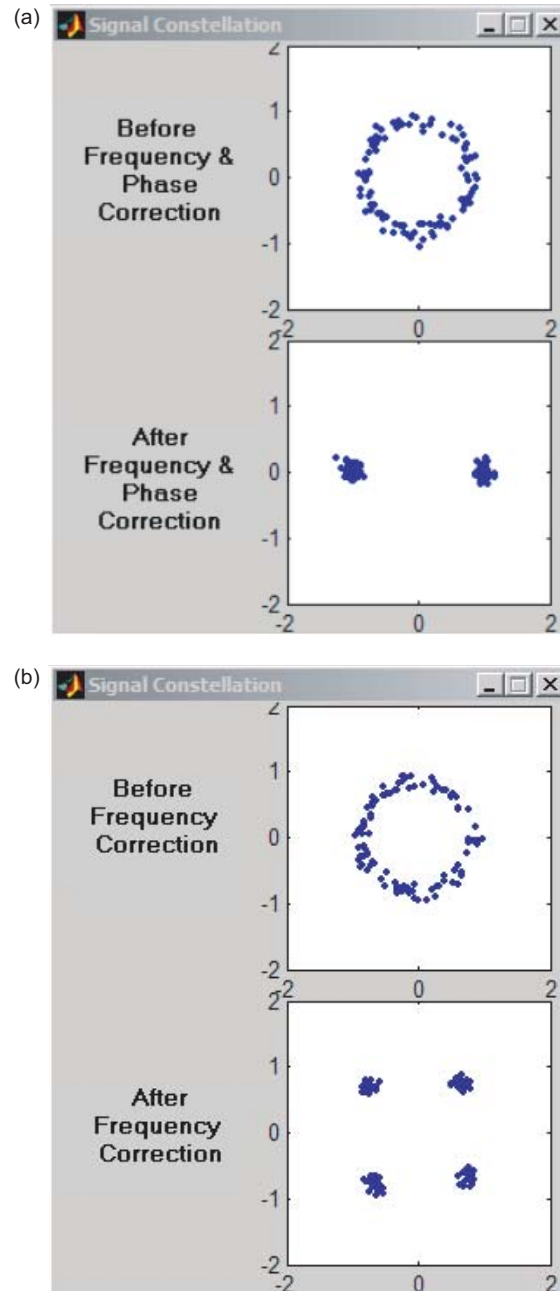 (a)
Signal Constellation
Before
Frequency &
Phase
Correction
2
1
0
-1
-2
-2 0 2
After
Frequency &
Phase
Correction
2
1
0
-1
-2
-2 0 2
(b)
Signal Constellation
Before
Frequency
Correction
2
1
0
-1
-2
-2 0 2
After
Frequency
Correction
2
1
0
-1
-2
-2 0 2